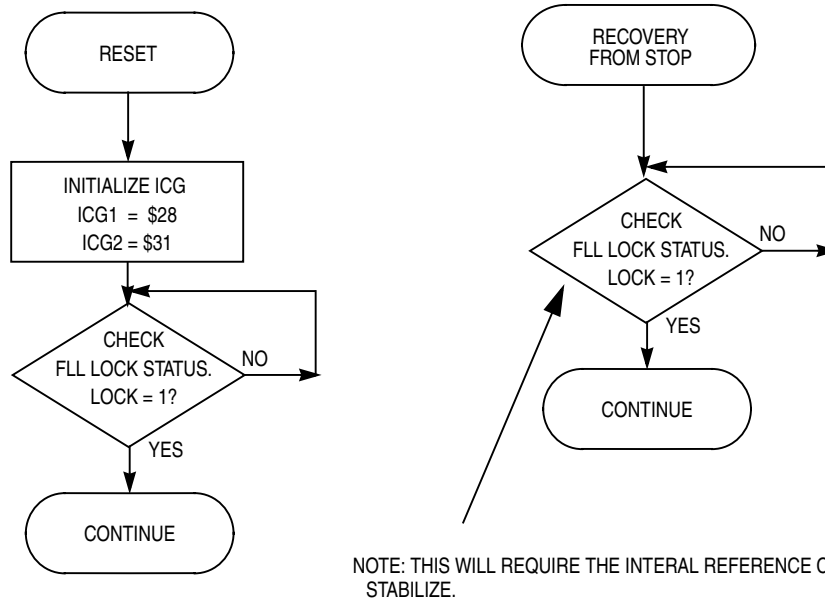 RESET
INITIALIZE ICG
ICG1 = $28
ICG2 = $31
CHECK
FLL LOCK STATUS.
LOCK = 1?
NO
YES
CONTINUE
RECOVERY
FROM STOP
CHECK
FLL LOCK STATUS.
LOCK = 1?
NO
YES
CONTINUE
NOTE: THIS WILL REQUIRE THE INTERAL REFERENCE
STABILIZE.